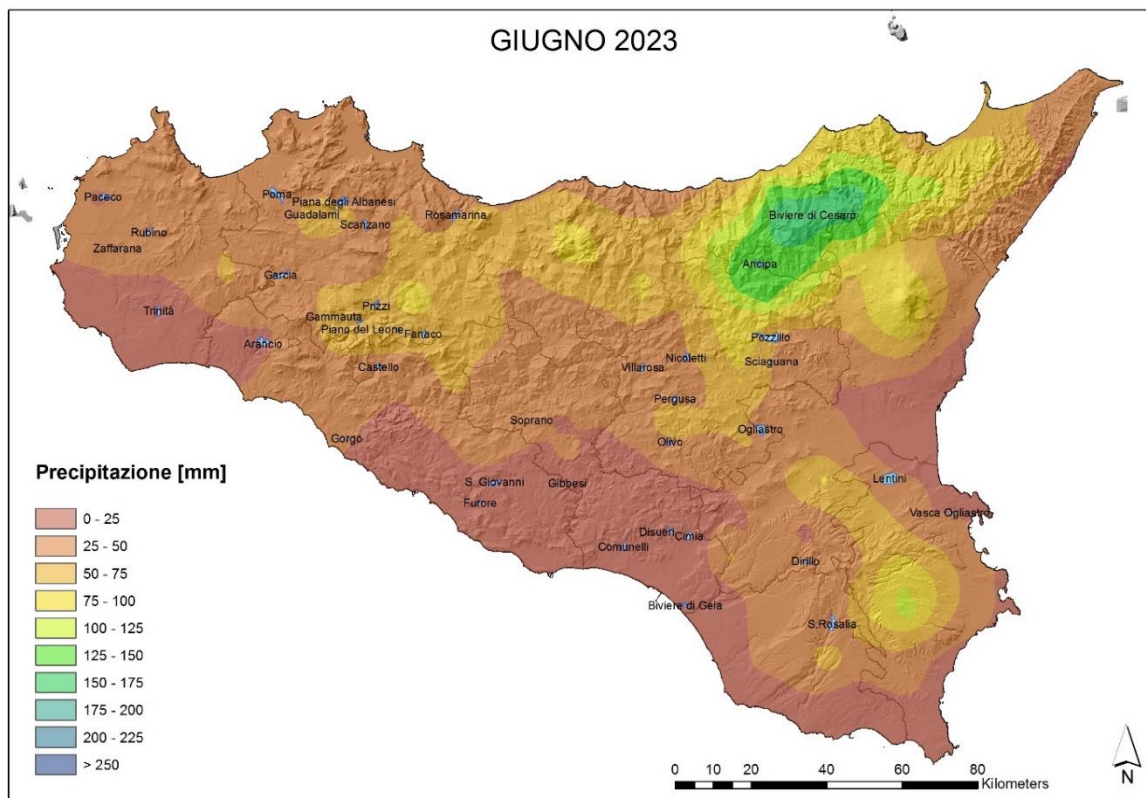 GIUGNO 2023
Paceco
Poma
Piana degli Albanesi
Guadalami
Rosamarina
Scanzano
Biviere di Cesarò
Rubino
Zaffarana
Garcia
Ancipa
Trinità
Prizzi
Gammauta
Piano del Leone
Fanaco
Arancio
Pozzillo
Castello
Nicoletti
Villarosa
Sciaguana
Pergusa
Soprano
Ogliastro
Gorgo
Olivo
Precipitazione [mm]
S. Giovanni
Gibbesi
Lentini
Furore
Vasca Ogliastro
0 - 25
25 - 50
50 - 75
75 - 100
100 - 125
125 - 150
150 - 175
175 - 200
200 - 225
> 250
Disueri
Cimia
Comunelli
Dirillo
Biviere di Gela
S.Rosalia
0 10 20 40 60 80
Kilometers
N